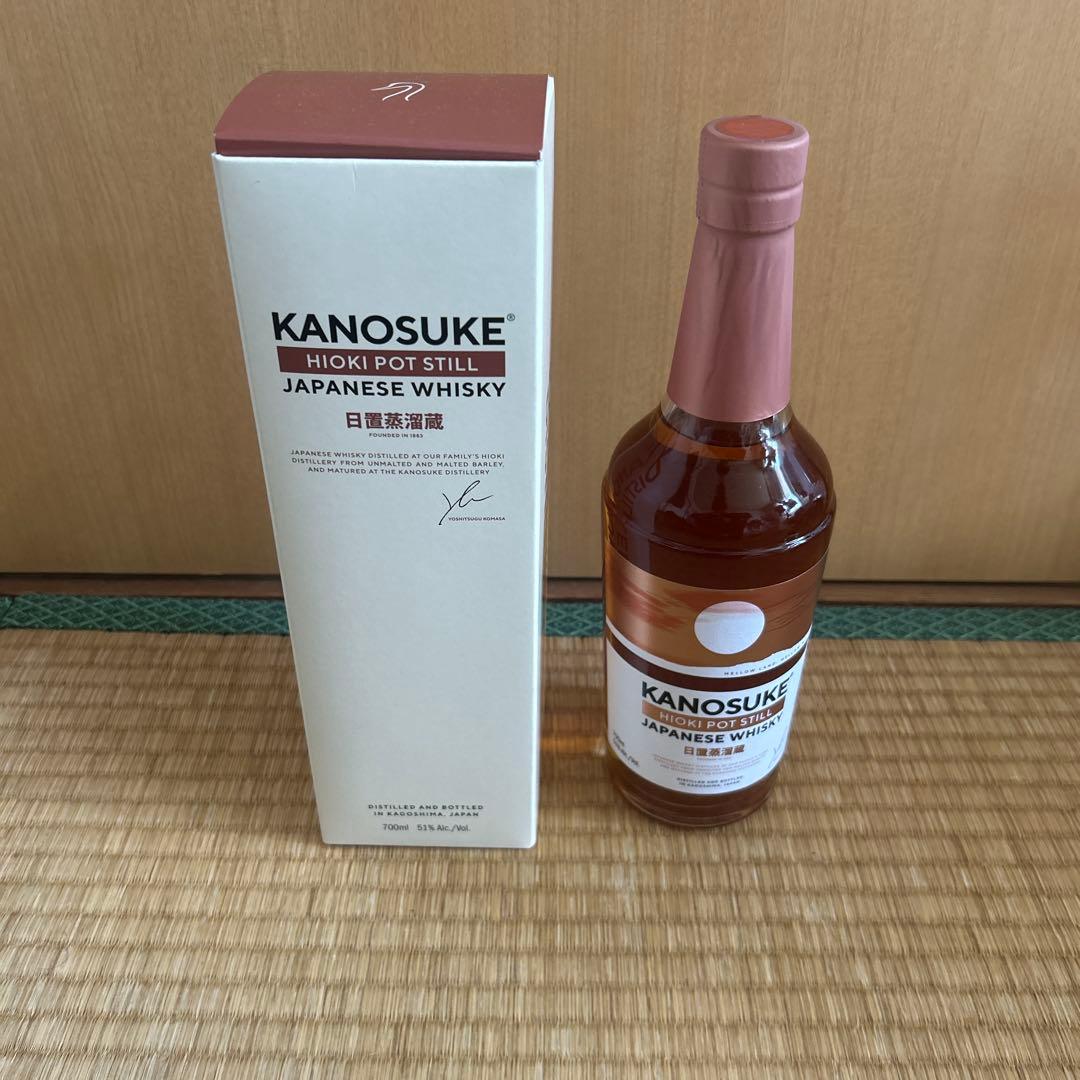 KANOSUKE®
HIOKI POT STILL
JAPANESE WHISKY
日置蒸溜蔵
FOUNDED IN 1883
JAPANESE WHISKY DISTILLED AT OUR FAMILY'S HIOKI
DISTILLERY FROM UNMALTED AND MALTED BARLEY,
AND MATURED AT THE KANOSUKE DISTILLERY
YOSHITSUGU KOMASA
DISTILLED AND BOTTLED
IN KAGOSHIMA, JAPAN
700ml 51% Alc./Vol.
MELLOW LAND,
KANOSUKE®
HIOKI POT STILL
JAPANESE WHISKY
日置蒸溜蔵
DISTILLED AND BOTTLED
IN KAGOSHIMA, JAPAN.